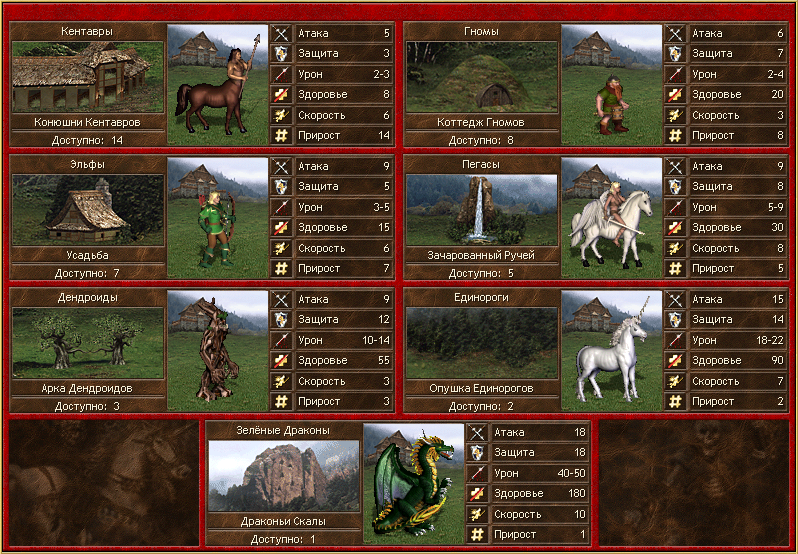 Кентавры
Конюшни Кентавров
Доступно: 14
Атака 5
Защита 3
Урон 2-3
Здоровье 8
Скорость 6
Прирост 14
Гномы
Коттедж Гномов
Доступно: 8
Атака 6
Защита 7
Урон 2-4
Здоровье 20
Скорость 3
Прирост 8
Эльфы
Усадьба
Доступно: 7
Атака 9
Защита 5
Урон 3-5
Здоровье 15
Скорость 6
Прирост 7
Пегасы
Зачарованный Ручей
Доступно: 5
Атака 9
Защита 8
Урон 5-9
Здоровье 30
Скорость 8
Прирост 5
Дендроиды
Арка Дендроидов
Доступно: 3
Атака 9
Защита 12
Урон 10-14
Здоровье 55
Скорость 3
Прирост 3
Единороги
Опушка Единорогов
Доступно: 2
Атака 15
Защита 14
Урон 18-22
Здоровье 90
Скорость 7
Прирост 2
Зелёные Драконы
Драконьи Скалы
Доступно: 1
Атака 18
Защита 18
Урон 40-50
Здоровье 180
Скорость 10
Прирост 1